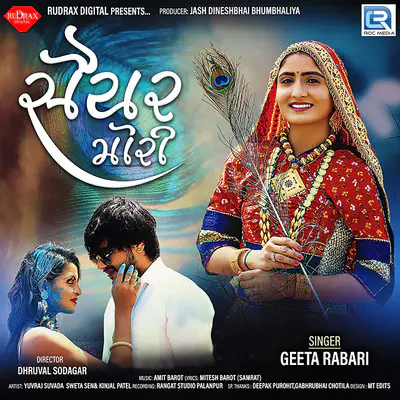 RUDRAX DIGITAL PRESENTS...
PRODUCER: JASH DINESHBHAI BHUMBHALIYA
RUDRAX
DIGITAL
RDC MEDIA
સૈયર
મોરી
SINGER
GEETA RABARI
DIRECTOR
DHRUVAL SODAGAR
MUSIC: AMIT BAROT LYRICS: MITESH BAROT (SAMRAT)
ARTIST: YUVRAJ SUVADA SWETA SEN& KINJAL PATEL RECORDING: RANGAT STUDIO PALANPUR SP. THANKS : DEEPAK PUROHIT,GABHRUBHAI CHOTILA DESIGN : MT EDITS